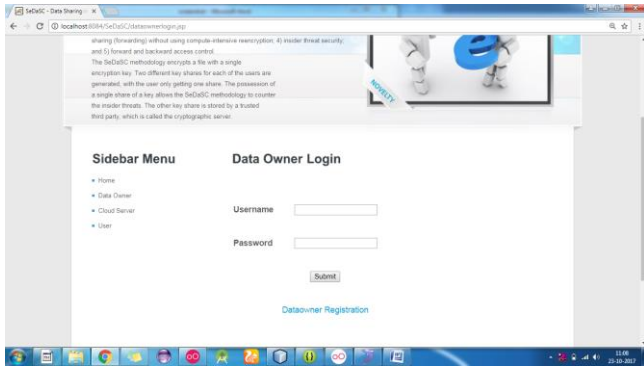 SeDaSC - Data Sharing -
localhost:8084/SeDaSC/dataownerlogin.jsp
sharing (forwarding) without using compute-intensive reencryption; 4) insider threat security;
and 5) forward and backward access control.
The SeDaSC methodology encrypts a file with a single
encryption key. Two different key shares for each of the users are
generated, with the user only getting one share. The possession of
a single share of a key allows the SeDaSC methodology to counter
the insider threats. The other key share is stored by a trusted
third party, which is called the cryptographic server.
NOVELTY
Sidebar Menu
Home
Data Owner
Cloud Server
User
Data Owner Login
Username
Password
Submit
Dataowner Registration
11:08
23-10-2017